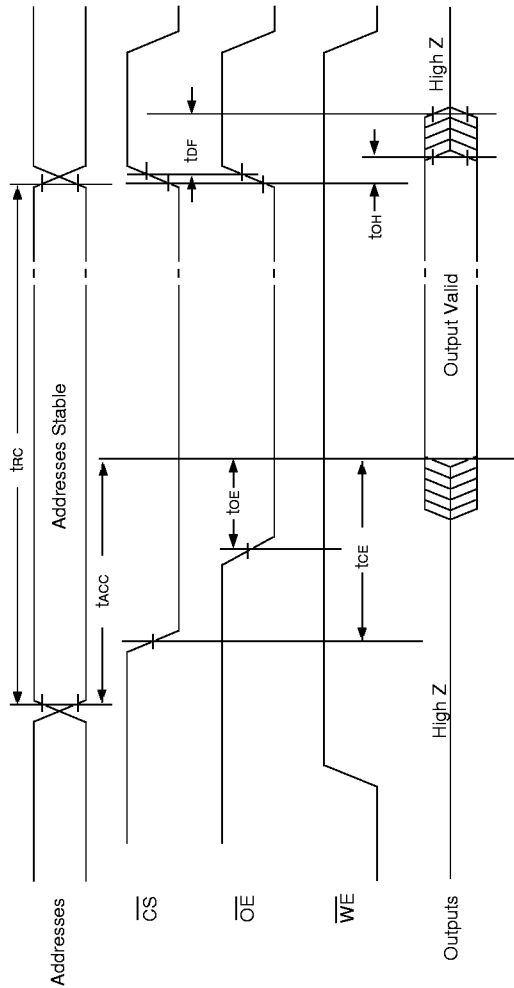 Addresses
tRC
Addresses Stable
tACC
CS
tDF
OE
tOE
WE
tCE
tOH
Outputs
High Z
Output Valid
High Z